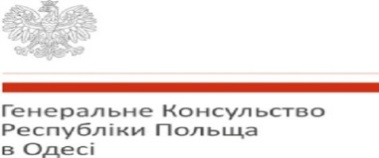 Генеральне Консульство
Республіки Польща
в Одесі